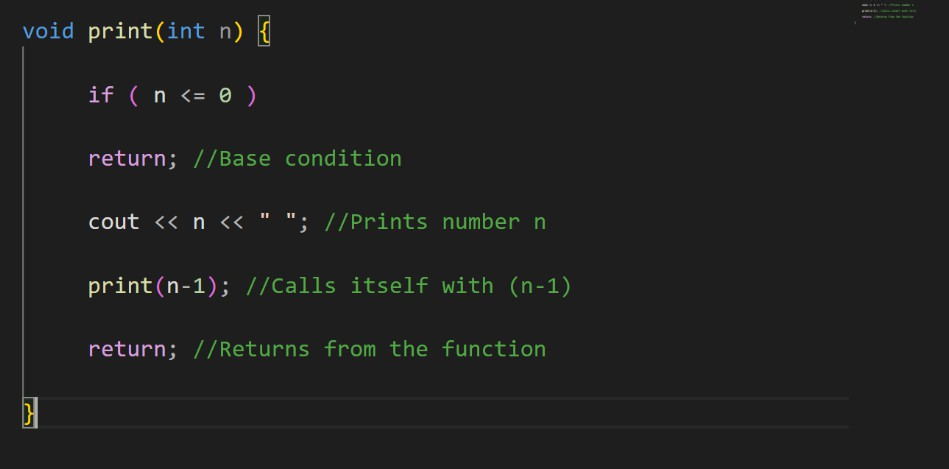 void print(int n) {
if ( n <= 0 )
return; //Base condition
cout << n << " "; //Prints number n
print(n-1); //Calls itself with (n-1)
return; //Returns from the function
}